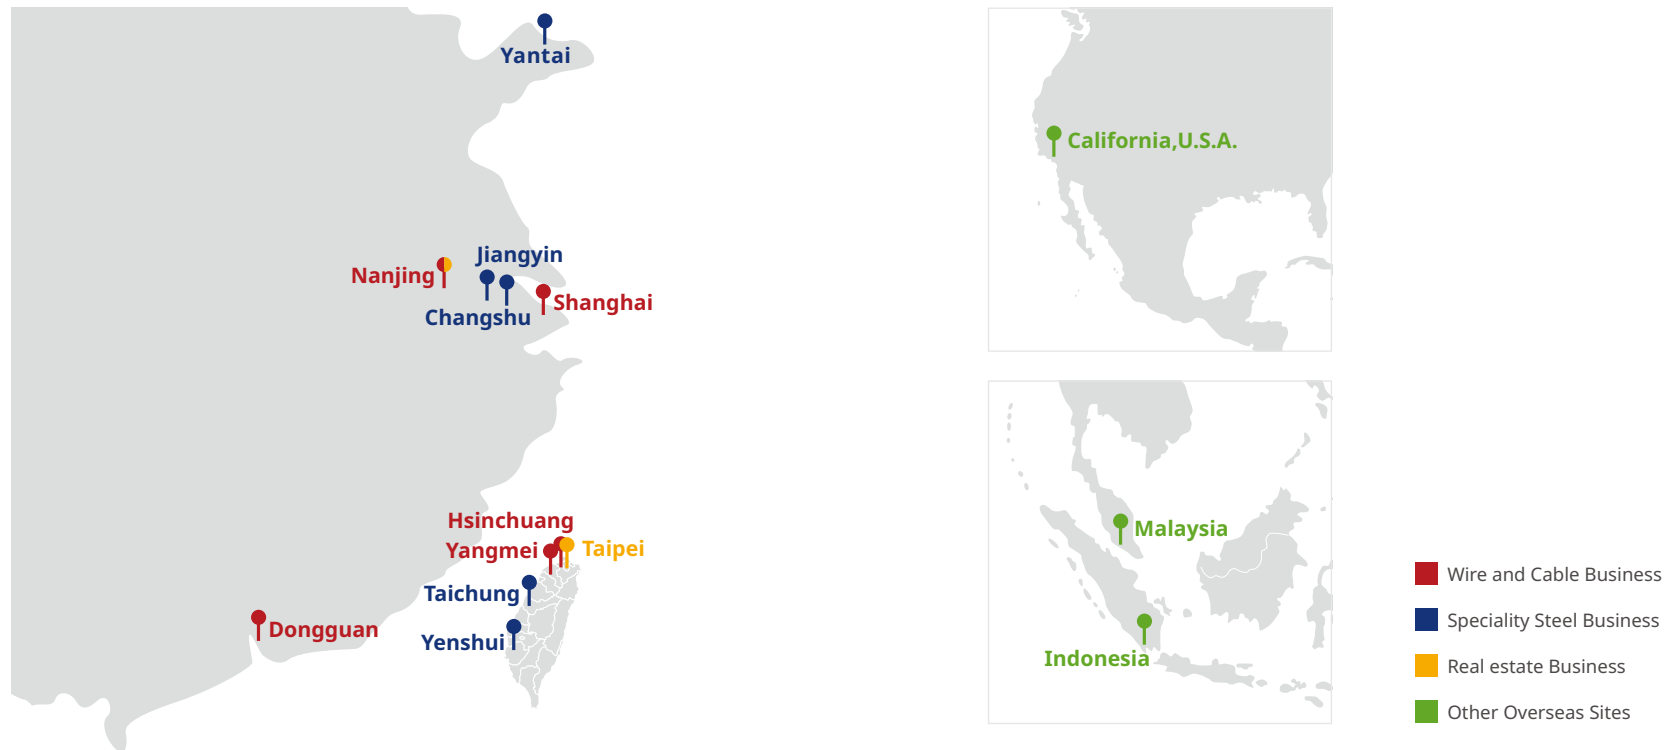 Yantai
California,U.S.A.
Jiangyin
Nanjing
Shanghai
Changshu
Hsinchuang
Yangmei
Taipei
Taichung
Dongguan
Yenshui
Malaysia
Indonesia
Wire and Cable Business
Speciality Steel Business
Real estate Business
Other Overseas Sites